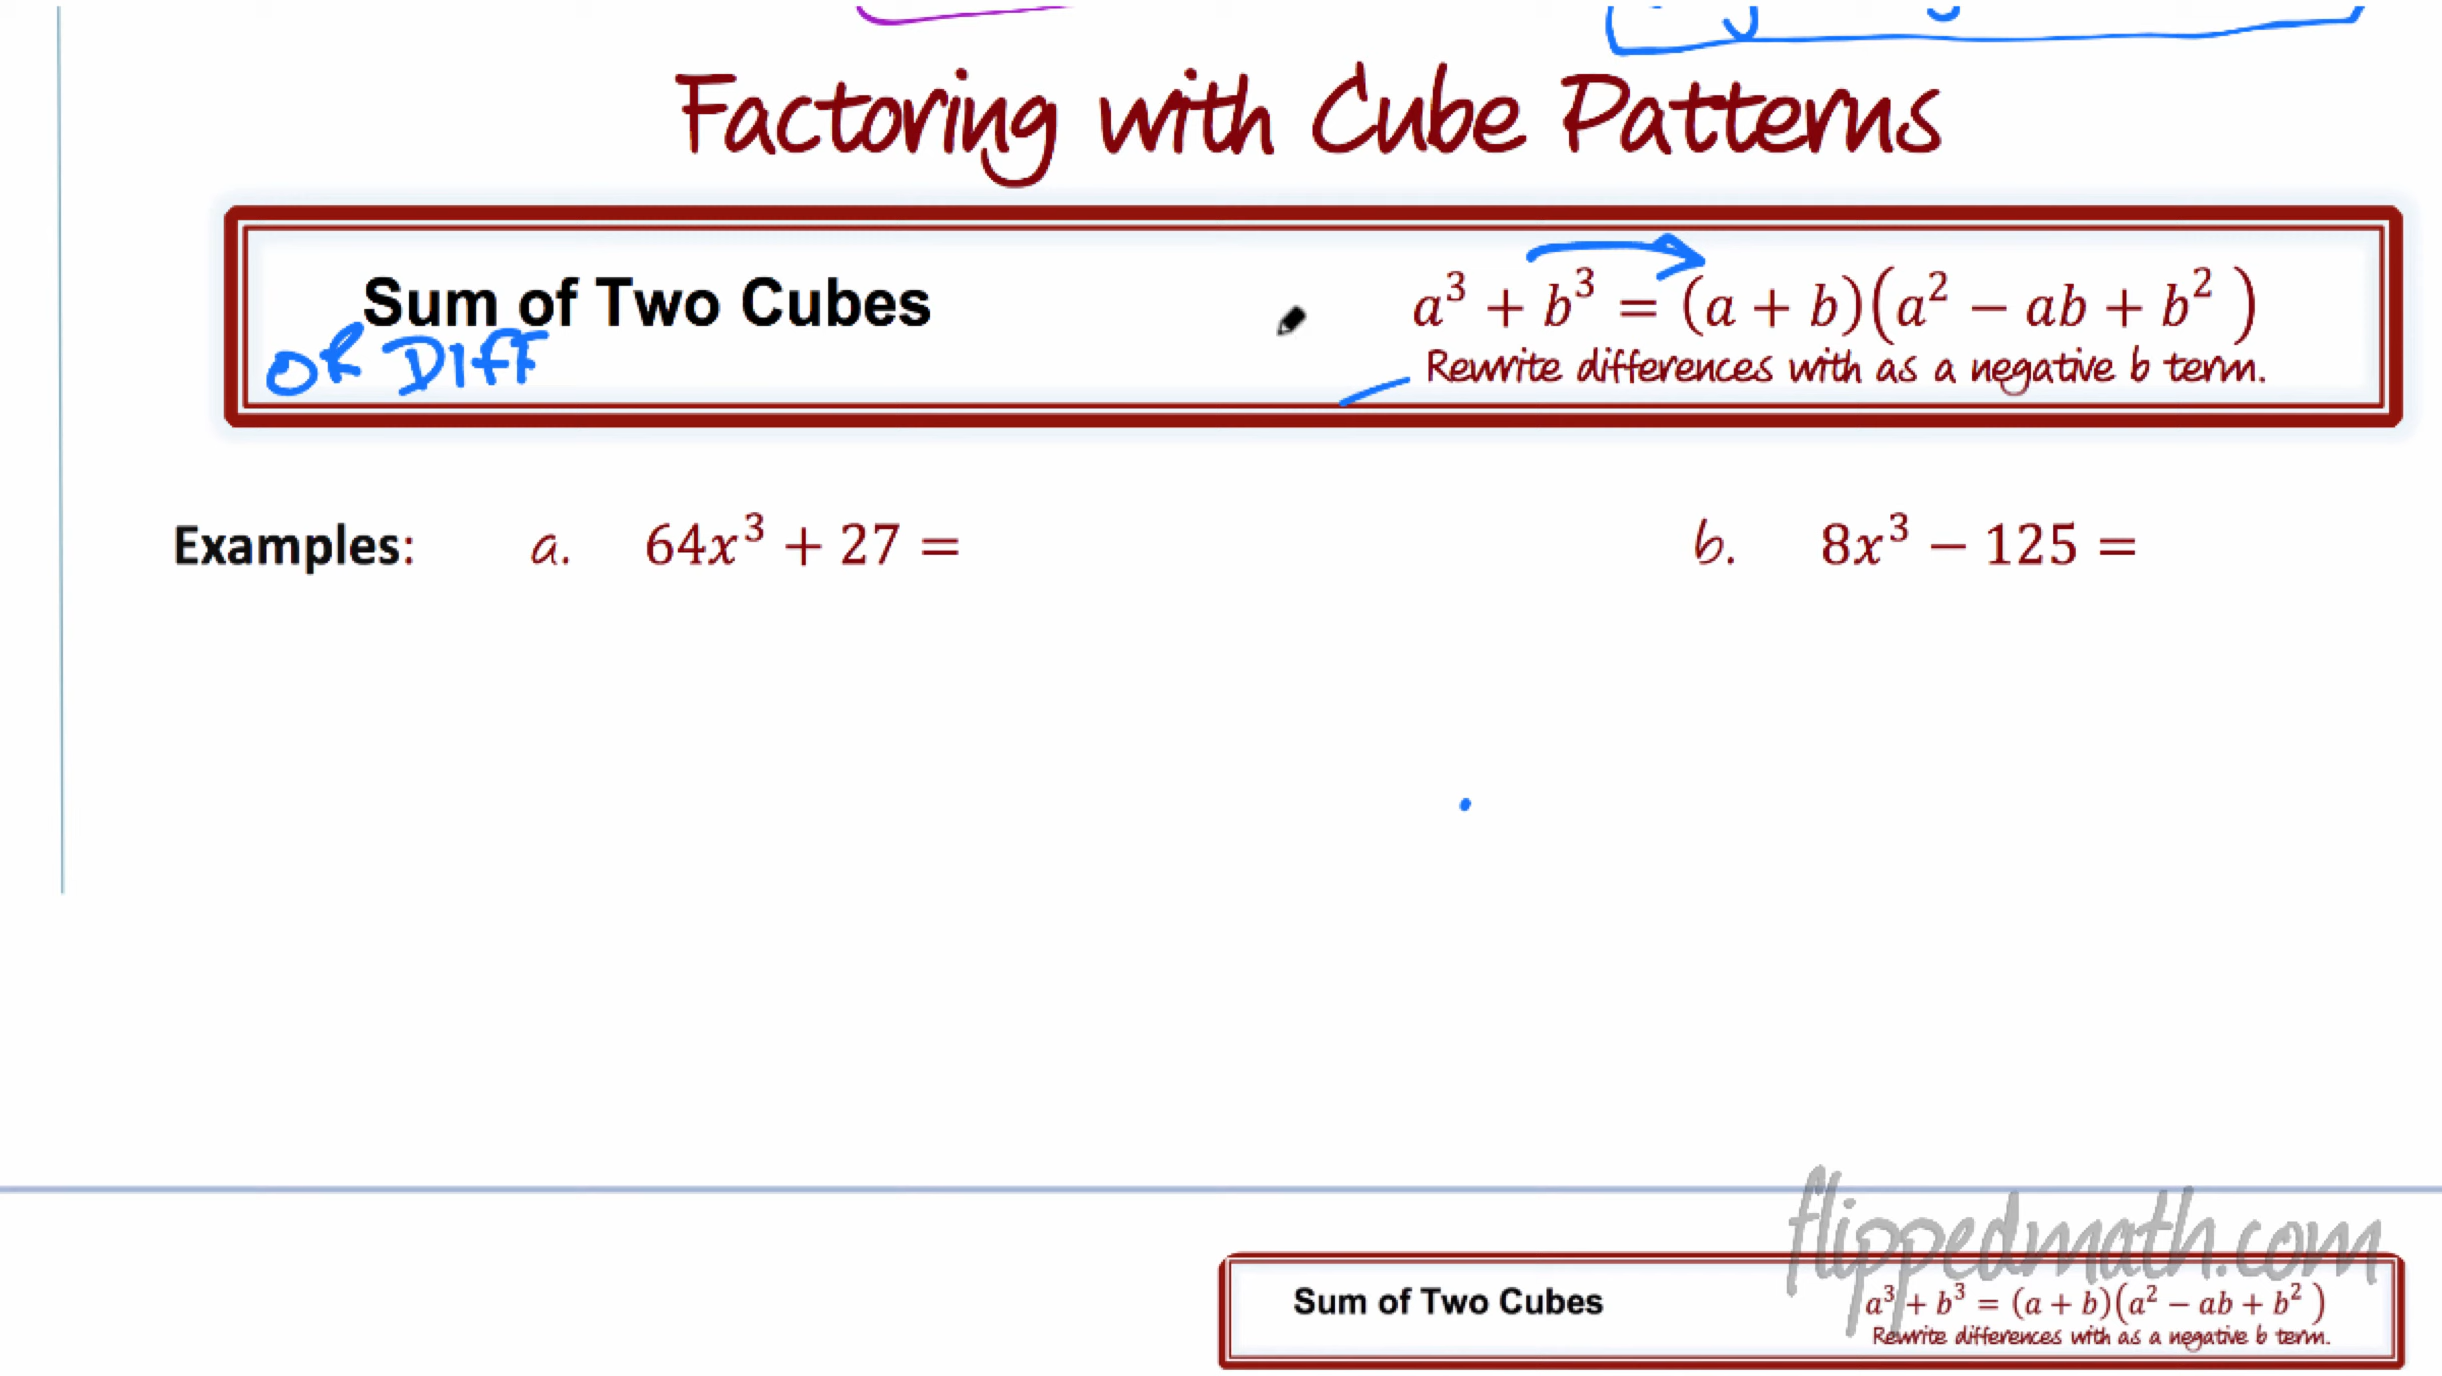 Factoring with Cube Patterns
Sum of Two Cubes
OR DIFF
a³ + b³ = (a + b)(a² − ab + b²)
Rewrite differences with as a negative b term.
Examples: a. 64x³ + 27 = b. 8x³ − 125 =
flippedmath.com
Sum of Two Cubes a³ + b³ = (a + b)(a² − ab + b²)
Rewrite differences with as a negative b term.